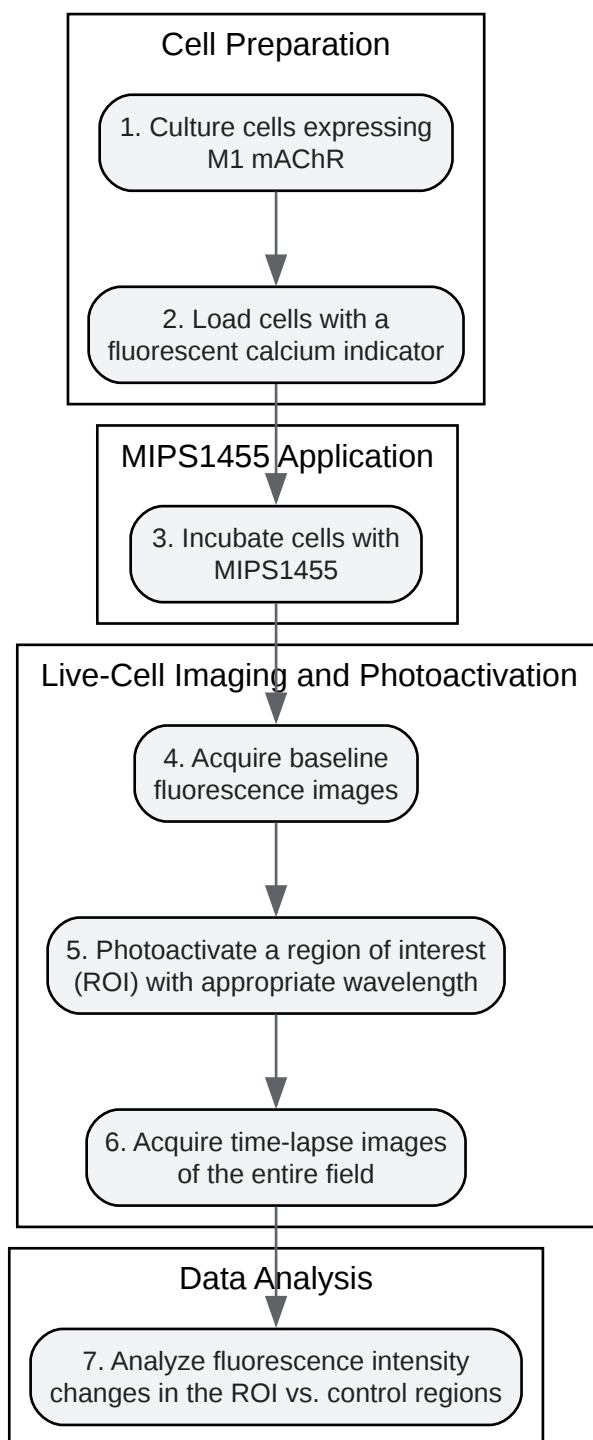 Cell Preparation
1. Culture cells expressing
M1 mAChR
2. Load cells with a
fluorescent calcium indicator
MIPS1455 Application
3. Incubate cells with
MIPS1455
Live-Cell Imaging and Photoactivation
4. Acquire baseline
fluorescence images
5. Photoactivate a region of interest
(ROI) with appropriate wavelength
6. Acquire time-lapse images
of the entire field
Data Analysis
7. Analyze fluorescence intensity
changes in the ROI vs. control regions